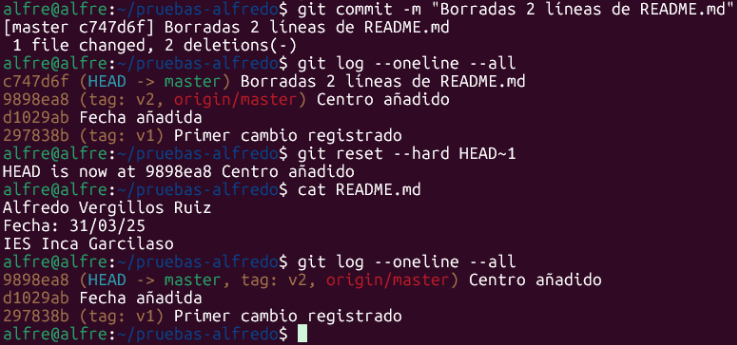 alfre@alfre:~/pruebas-alfredo$ git commit -m "Borradas 2 líneas de README.md"
[master c747d6f] Borradas 2 líneas de README.md
 1 file changed, 2 deletions(-)
alfre@alfre:~/pruebas-alfredo$ git log --oneline --all
c747d6f (HEAD -> master) Borradas 2 líneas de README.md
9898ea8 (tag: v2, origin/master) Centro añadido
d1029ab Fecha añadida
297838b (tag: v1) Primer cambio registrado
alfre@alfre:~/pruebas-alfredo$ git reset --hard HEAD~1
HEAD is now at 9898ea8 Centro añadido
alfre@alfre:~/pruebas-alfredo$ cat README.md
Alfredo Vergillos Ruiz
Fecha: 31/03/25
IES Inca Garcilaso
alfre@alfre:~/pruebas-alfredo$ git log --oneline --all
9898ea8 (HEAD -> master, tag: v2, origin/master) Centro añadido
d1029ab Fecha añadida
297838b (tag: v1) Primer cambio registrado
alfre@alfre:~/pruebas-alfredo$